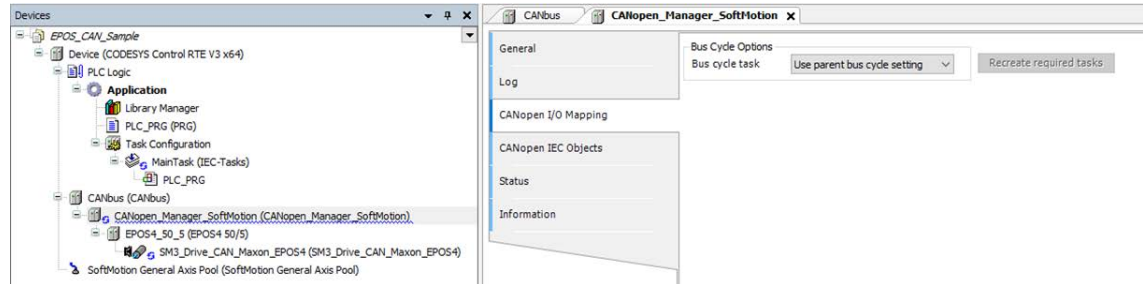 Devices
EPOS_CAN_Sample
Device (CODESYS Control RTE V3 x64)
PLC Logic
Application
Library Manager
PLC_PRG (PRG)
Task Configuration
MainTask (IEC-Tasks)
PLC_PRG
CANbus (CANbus)
CANopen_Manager_SoftMotion (CANopen_Manager_SoftMotion)
EPOS4_50_5 (EPOS4 50/5)
SM3_Drive_CAN_Maxon_EPOS4 (SM3_Drive_CAN_Maxon_EPOS4)
SoftMotion General Axis Pool (SoftMotion General Axis Pool)
CANbus
CANopen_Manager_SoftMotion
General
Log
CANopen I/O Mapping
CANopen IEC Objects
Status
Information
Bus Cycle Options
Bus cycle task Use parent bus cycle setting Recreate required tasks